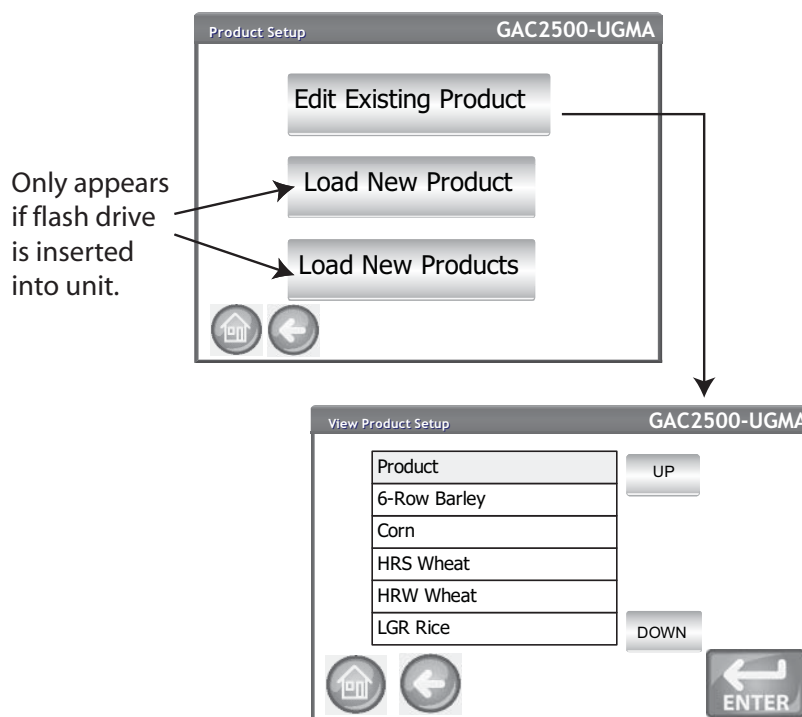 Product Setup GAC2500-UGMA
Edit Existing Product
Load New Product
Load New Products
Only appears
if flash drive
is inserted
into unit.
View Product Setup GAC2500-UGMA
Product
6-Row Barley
Corn
HRS Wheat
HRW Wheat
LGR Rice
UP
DOWN
ENTER